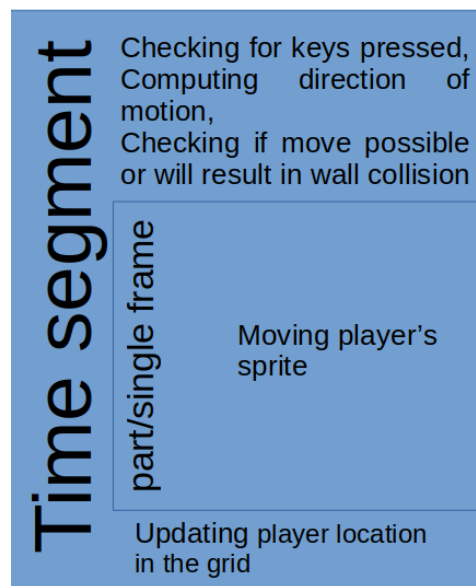 Time segment
Checking for keys pressed,
Computing direction of
motion,
Checking if move possible
or will result in wall collision
part/single frame
Moving player's
sprite
Updating player location
in the grid